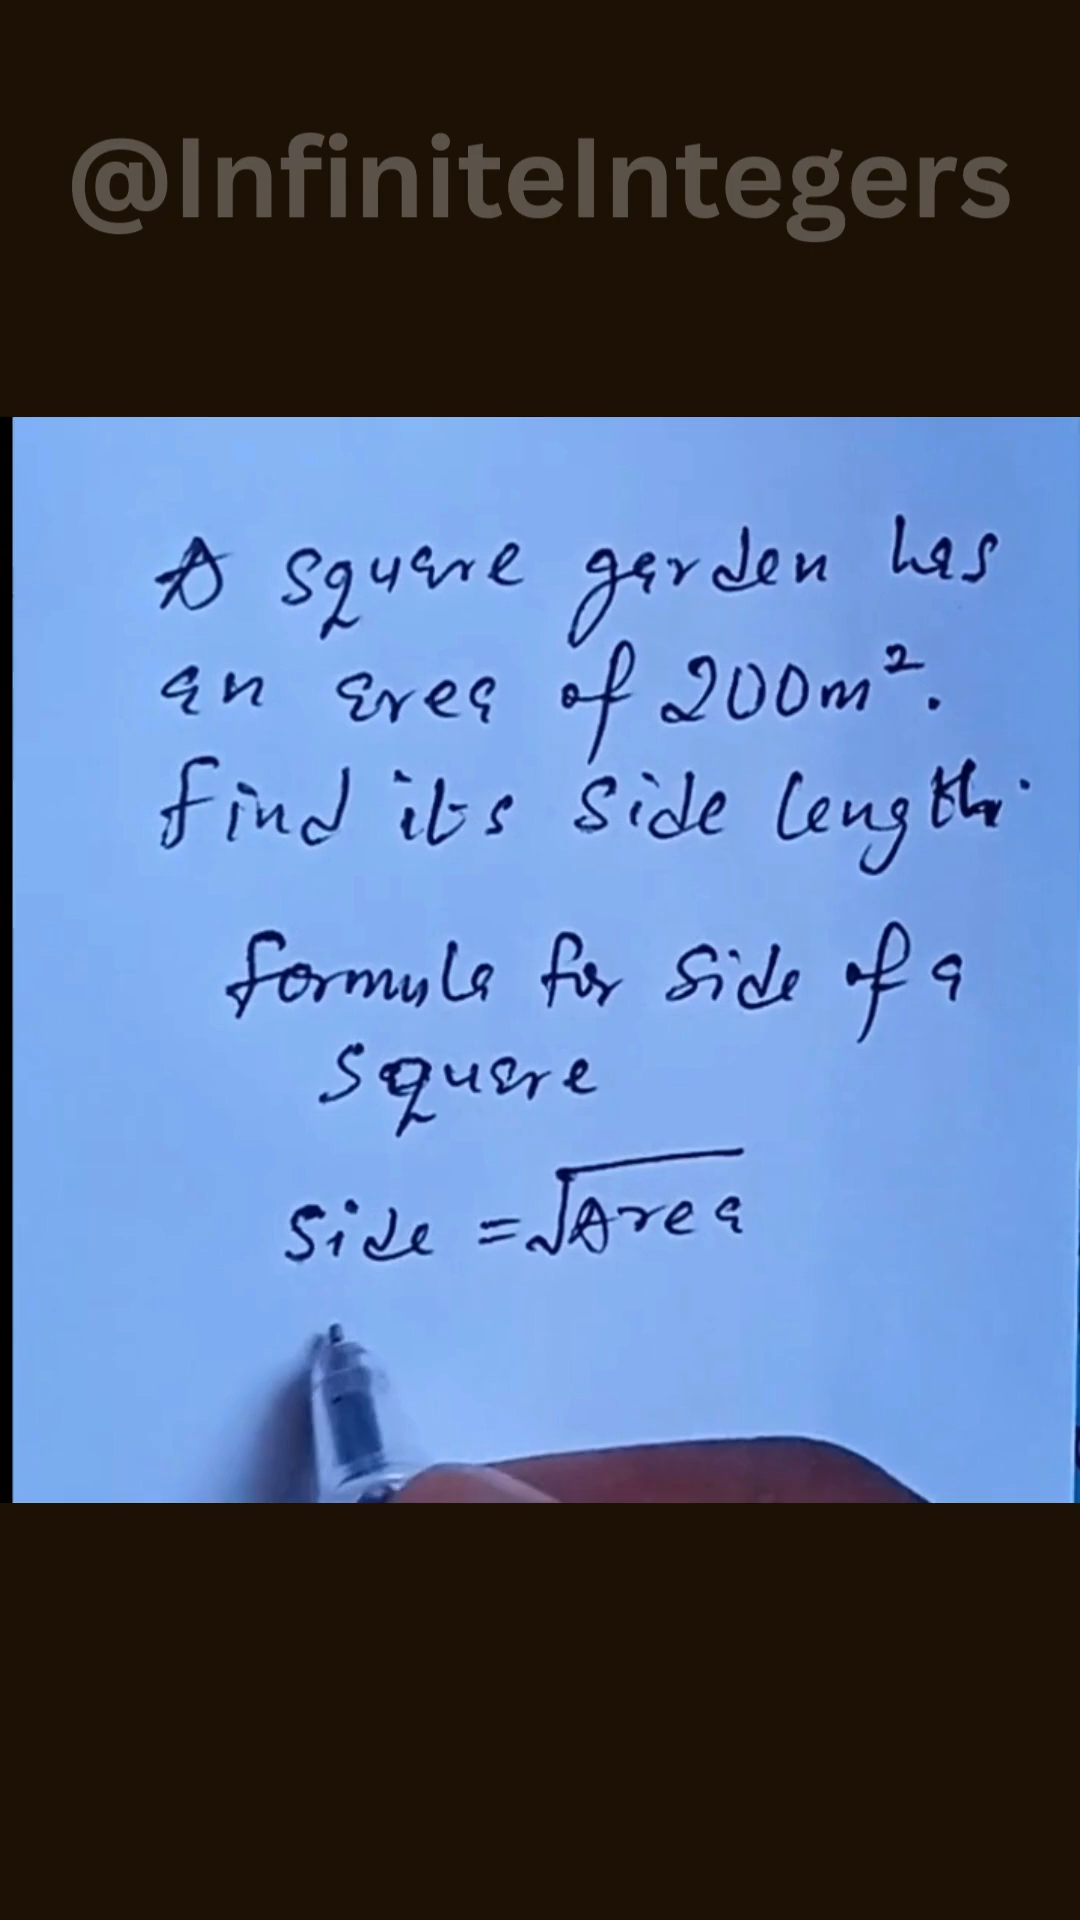 @InfiniteIntegers
A square garden has
an area of 200m².
find its side length.
formula for side of a
square
side = √Area